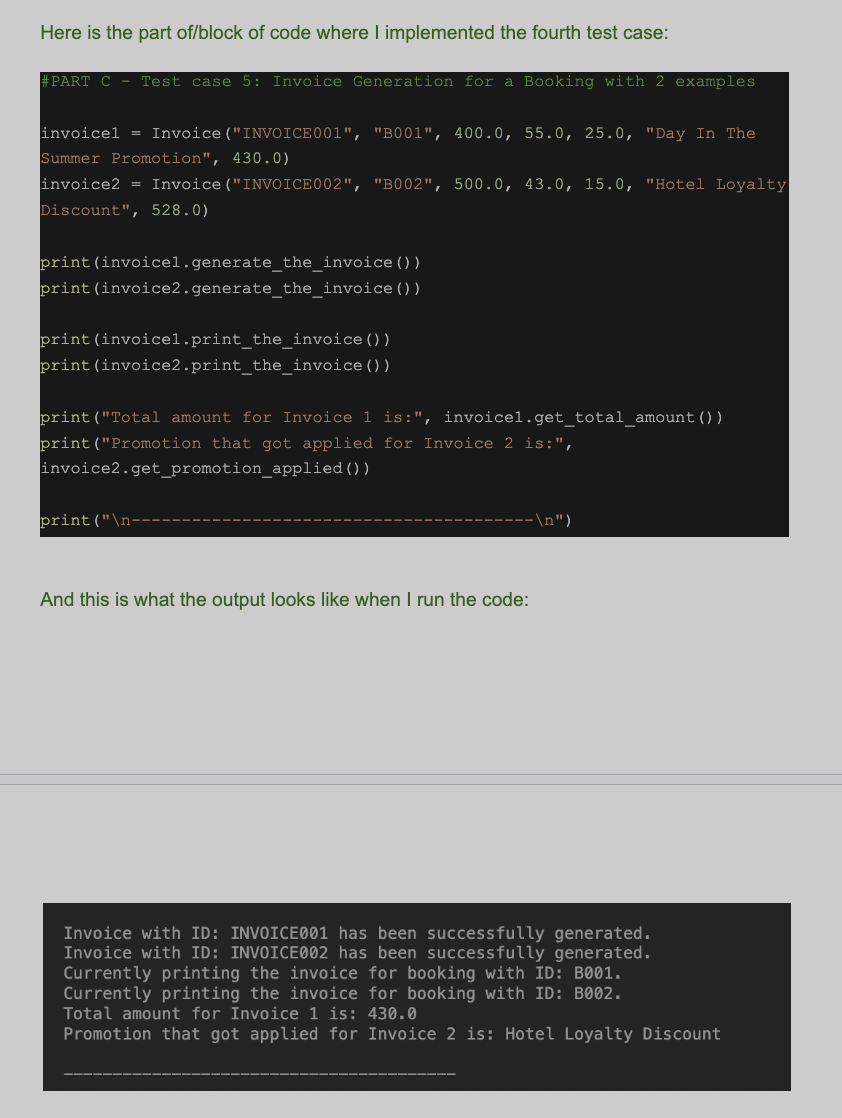 Here is the part of/block of code where I implemented the fourth test case:
#PART C - Test case 5: Invoice Generation for a Booking with 2 examples
invoice1 = Invoice("INVOICE001", "B001", 400.0, 55.0, 25.0, "Day In The
Summer Promotion", 430.0)
invoice2 = Invoice("INVOICE002", "B002", 500.0, 43.0, 15.0, "Hotel Loyalty
Discount", 528.0)
print(invoice1.generate_the_invoice())
print(invoice2.generate_the_invoice())
print(invoice1.print_the_invoice())
print(invoice2.print_the_invoice())
print("Total amount for Invoice 1 is:", invoice1.get_total_amount())
print("Promotion that got applied for Invoice 2 is:",
invoice2.get_promotion_applied())
print("\n----------------------------------------\n")
And this is what the output looks like when I run the code:
Invoice with ID: INVOICE001 has been successfully generated.
Invoice with ID: INVOICE002 has been successfully generated.
Currently printing the invoice for booking with ID: B001.
Currently printing the invoice for booking with ID: B002.
Total amount for Invoice 1 is: 430.0
Promotion that got applied for Invoice 2 is: Hotel Loyalty Discount
----------------------------------------